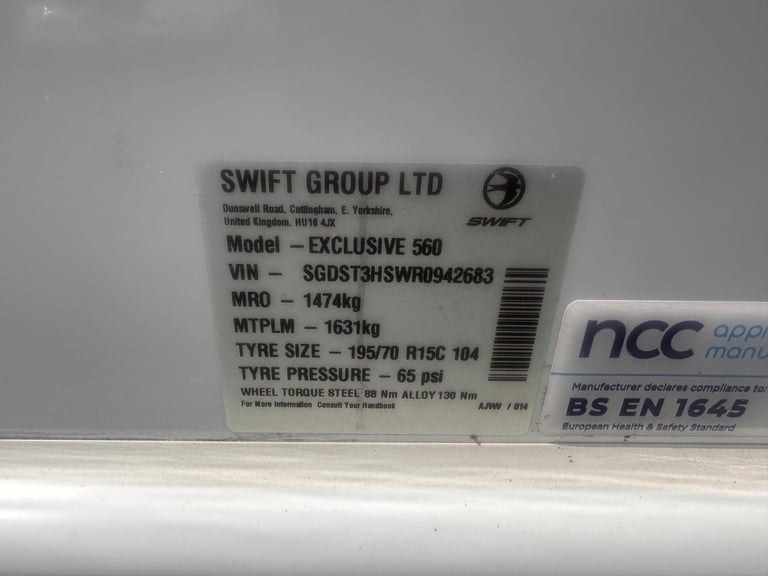 SWIFT GROUP LTD
SWIFT
Dunswell Road, Cottingham, E. Yorkshire,
United Kingdom. HU16 4JX
Model – EXCLUSIVE 560
VIN – SGDST3HSWR0942683
MRO – 1474kg
MTPLM – 1631kg
TYRE SIZE – 195/70 R15C 104
TYRE PRESSURE – 65 psi
WHEEL TORQUE STEEL 88 Nm ALLOY 130 Nm
For More Information Consult Your Handbook
AJW / 014
ncc appr
manu
Manufacturer declares compliance to:
BS EN 1645
European Health & Safety Standard